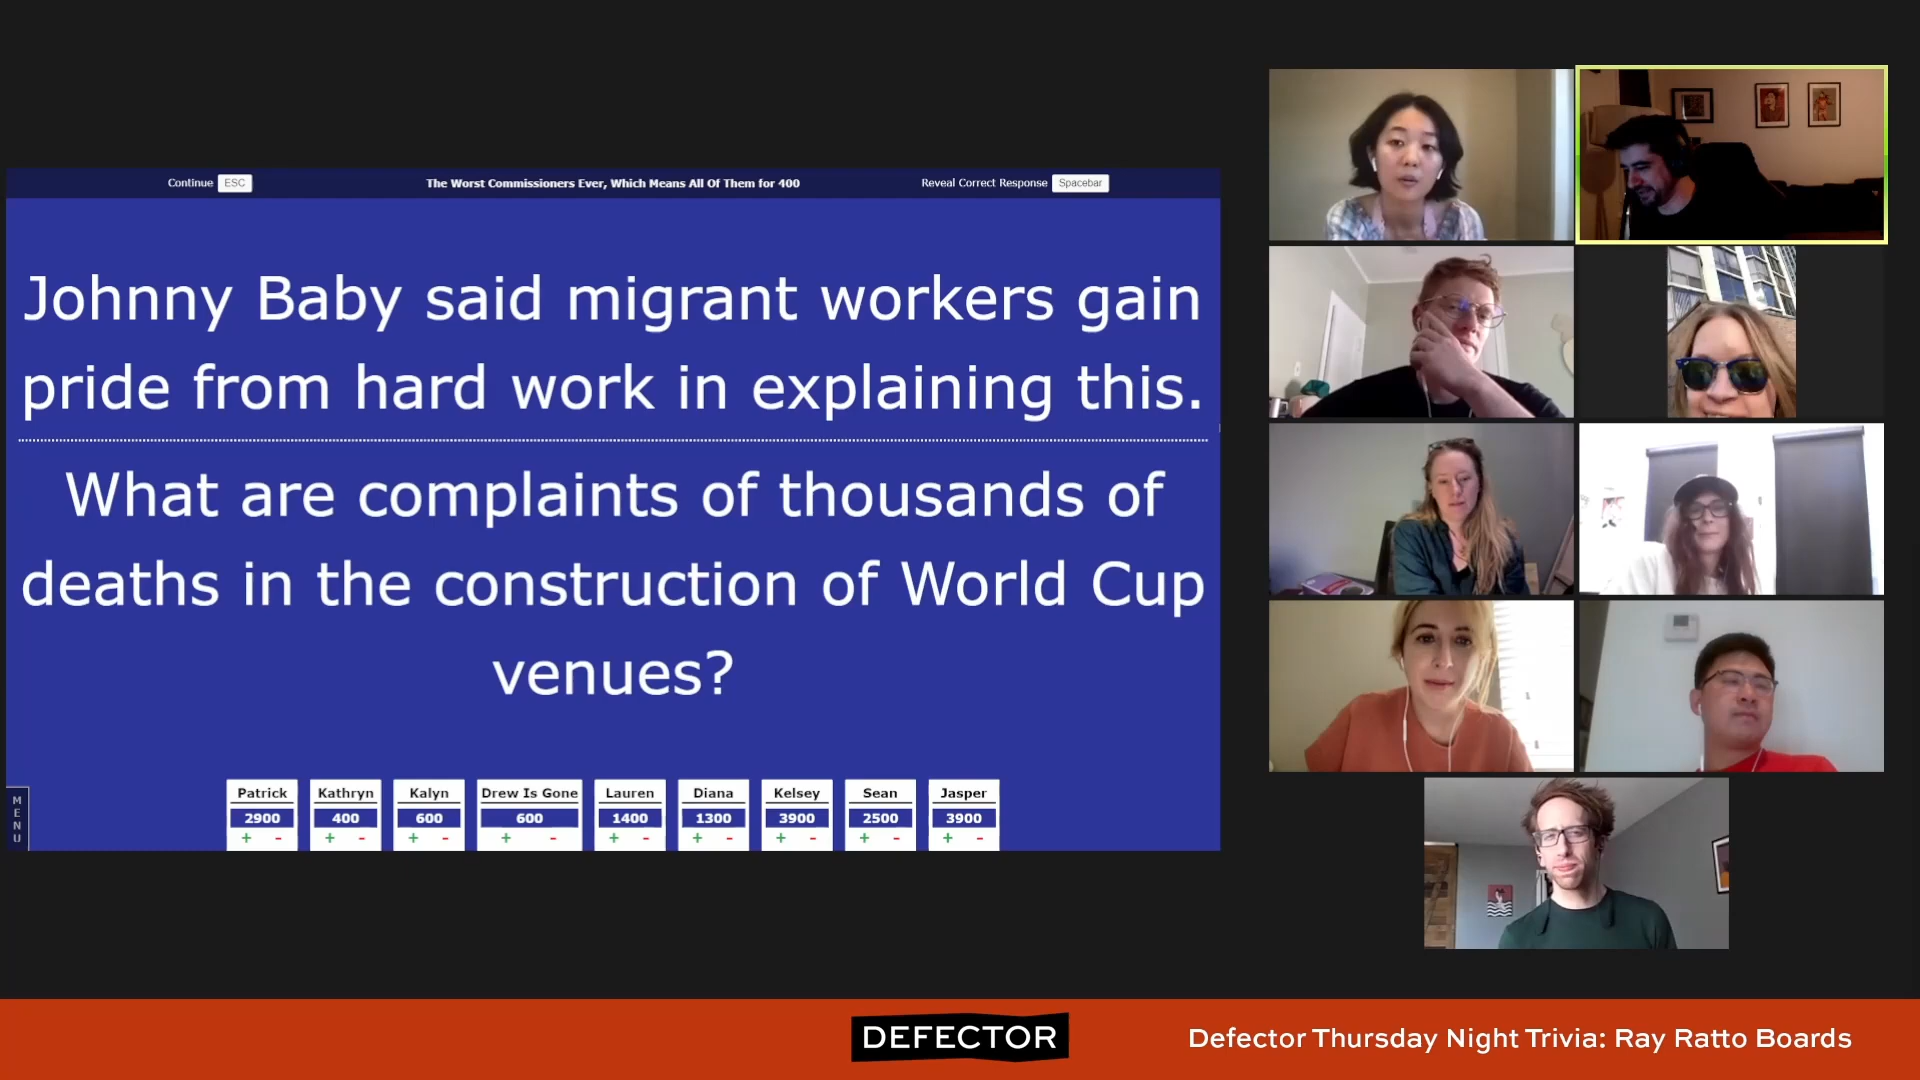 Continue ESC
The Worst Commissioners Ever, Which Means All Of Them for 400
Reveal Correct Response Spacebar
Johnny Baby said migrant workers gain
pride from hard work in explaining this.
What are complaints of thousands of
deaths in the construction of World Cup
venues?
MENU
Patrick
2900
+ -
Kathryn
400
+ -
Kalyn
600
+ -
Drew Is Gone
600
+ -
Lauren
1400
+ -
Diana
1300
+ -
Kelsey
3900
+ -
Sean
2500
+ -
Jasper
3900
+ -
DEFECTOR
Defector Thursday Night Trivia: Ray Ratto Boards